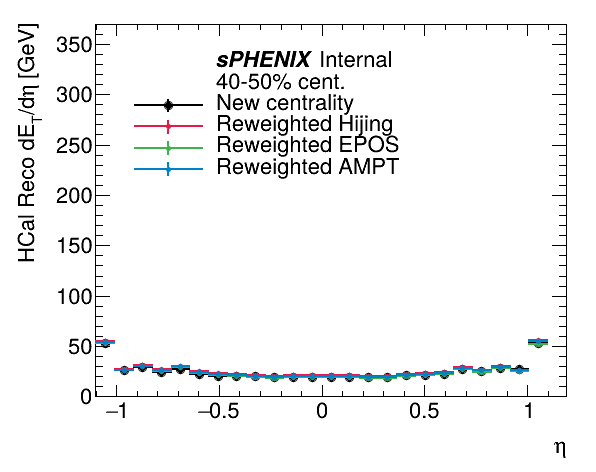 HCal Reco dE_T/dη [GeV]
350
300
250
200
150
100
50
0
sPHENIX Internal
40-50% cent.
New centrality
Reweighted Hijing
Reweighted EPOS
Reweighted AMPT
−1 −0.5 0 0.5 1
η